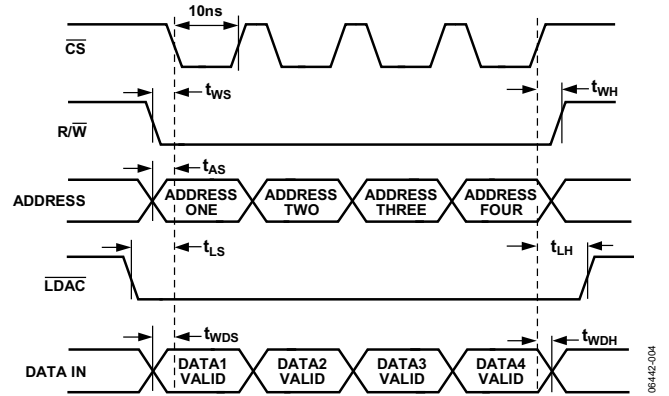 10ns
CS
tWS
tWH
R/W
tAS
ADDRESS
ADDRESS ONE
ADDRESS TWO
ADDRESS THREE
ADDRESS FOUR
tLS
tLH
LDAC
tWDS
tWDH
DATA IN
DATA1 VALID
DATA2 VALID
DATA3 VALID
DATA4 VALID
06442-004